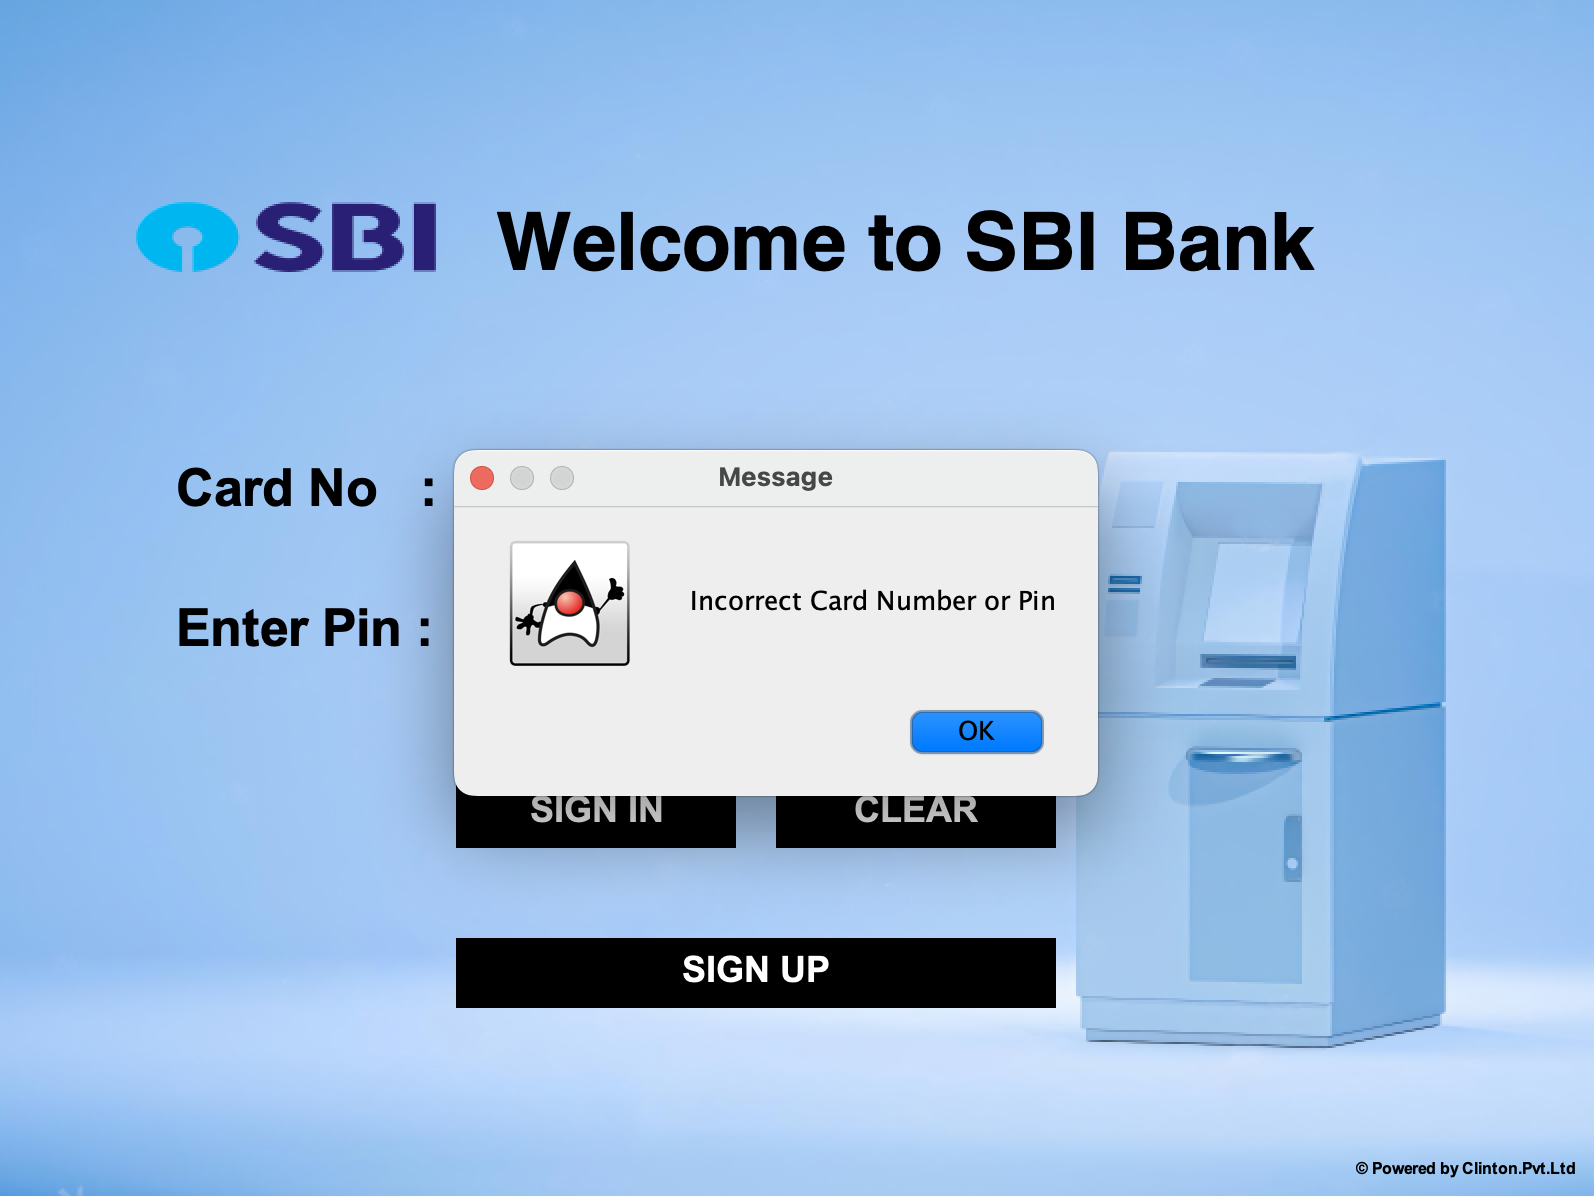 SBI Welcome to SBI Bank
Card No :
Message
Incorrect Card Number or Pin
Enter Pin :
OK
SIGN IN CLEAR
SIGN UP
© Powered by Clinton.Pvt.Ltd